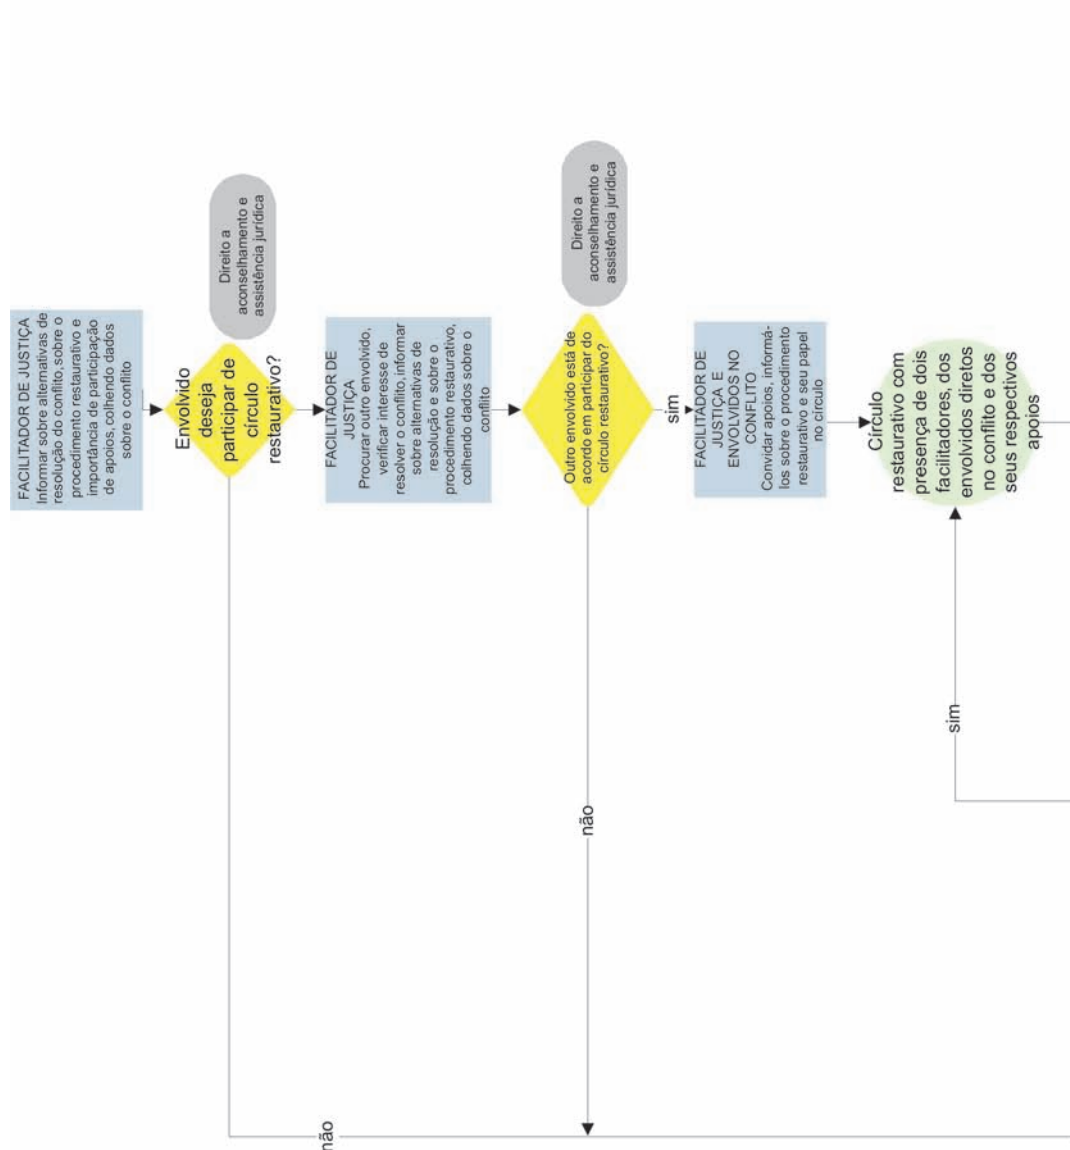 FACILITADOR DE JUSTIÇA
Informar sobre alternativas de
resolução do conflito, sobre o
procedimento restaurativo e
importância de participação
de apoios, colhendo dados
sobre o conflito
Direito a
aconselhamento e
assistência jurídica
Envolvido
deseja
participar de
círculo
restaurativo?
não
FACILITADOR DE
JUSTIÇA
Procurar outro envolvido,
verificar interesse de
resolver o conflito, informar
sobre alternativas de
resolução e sobre o
procedimento restaurativo,
colhendo dados sobre o
conflito
Direito a
aconselhamento e
assistência jurídica
Outro envolvido está de
acordo em participar do
círculo restaurativo?
não
sim
FACILITADOR DE
JUSTIÇA E
ENVOLVIDOS NO
CONFLITO
Convidar apoios, informá-
los sobre o procedimento
restaurativo e seu papel
no círculo
Círculo
restaurativo com
presença de dois
facilitadores, dos
envolvidos diretos
no conflito e dos
seus respectivos
apoios
sim